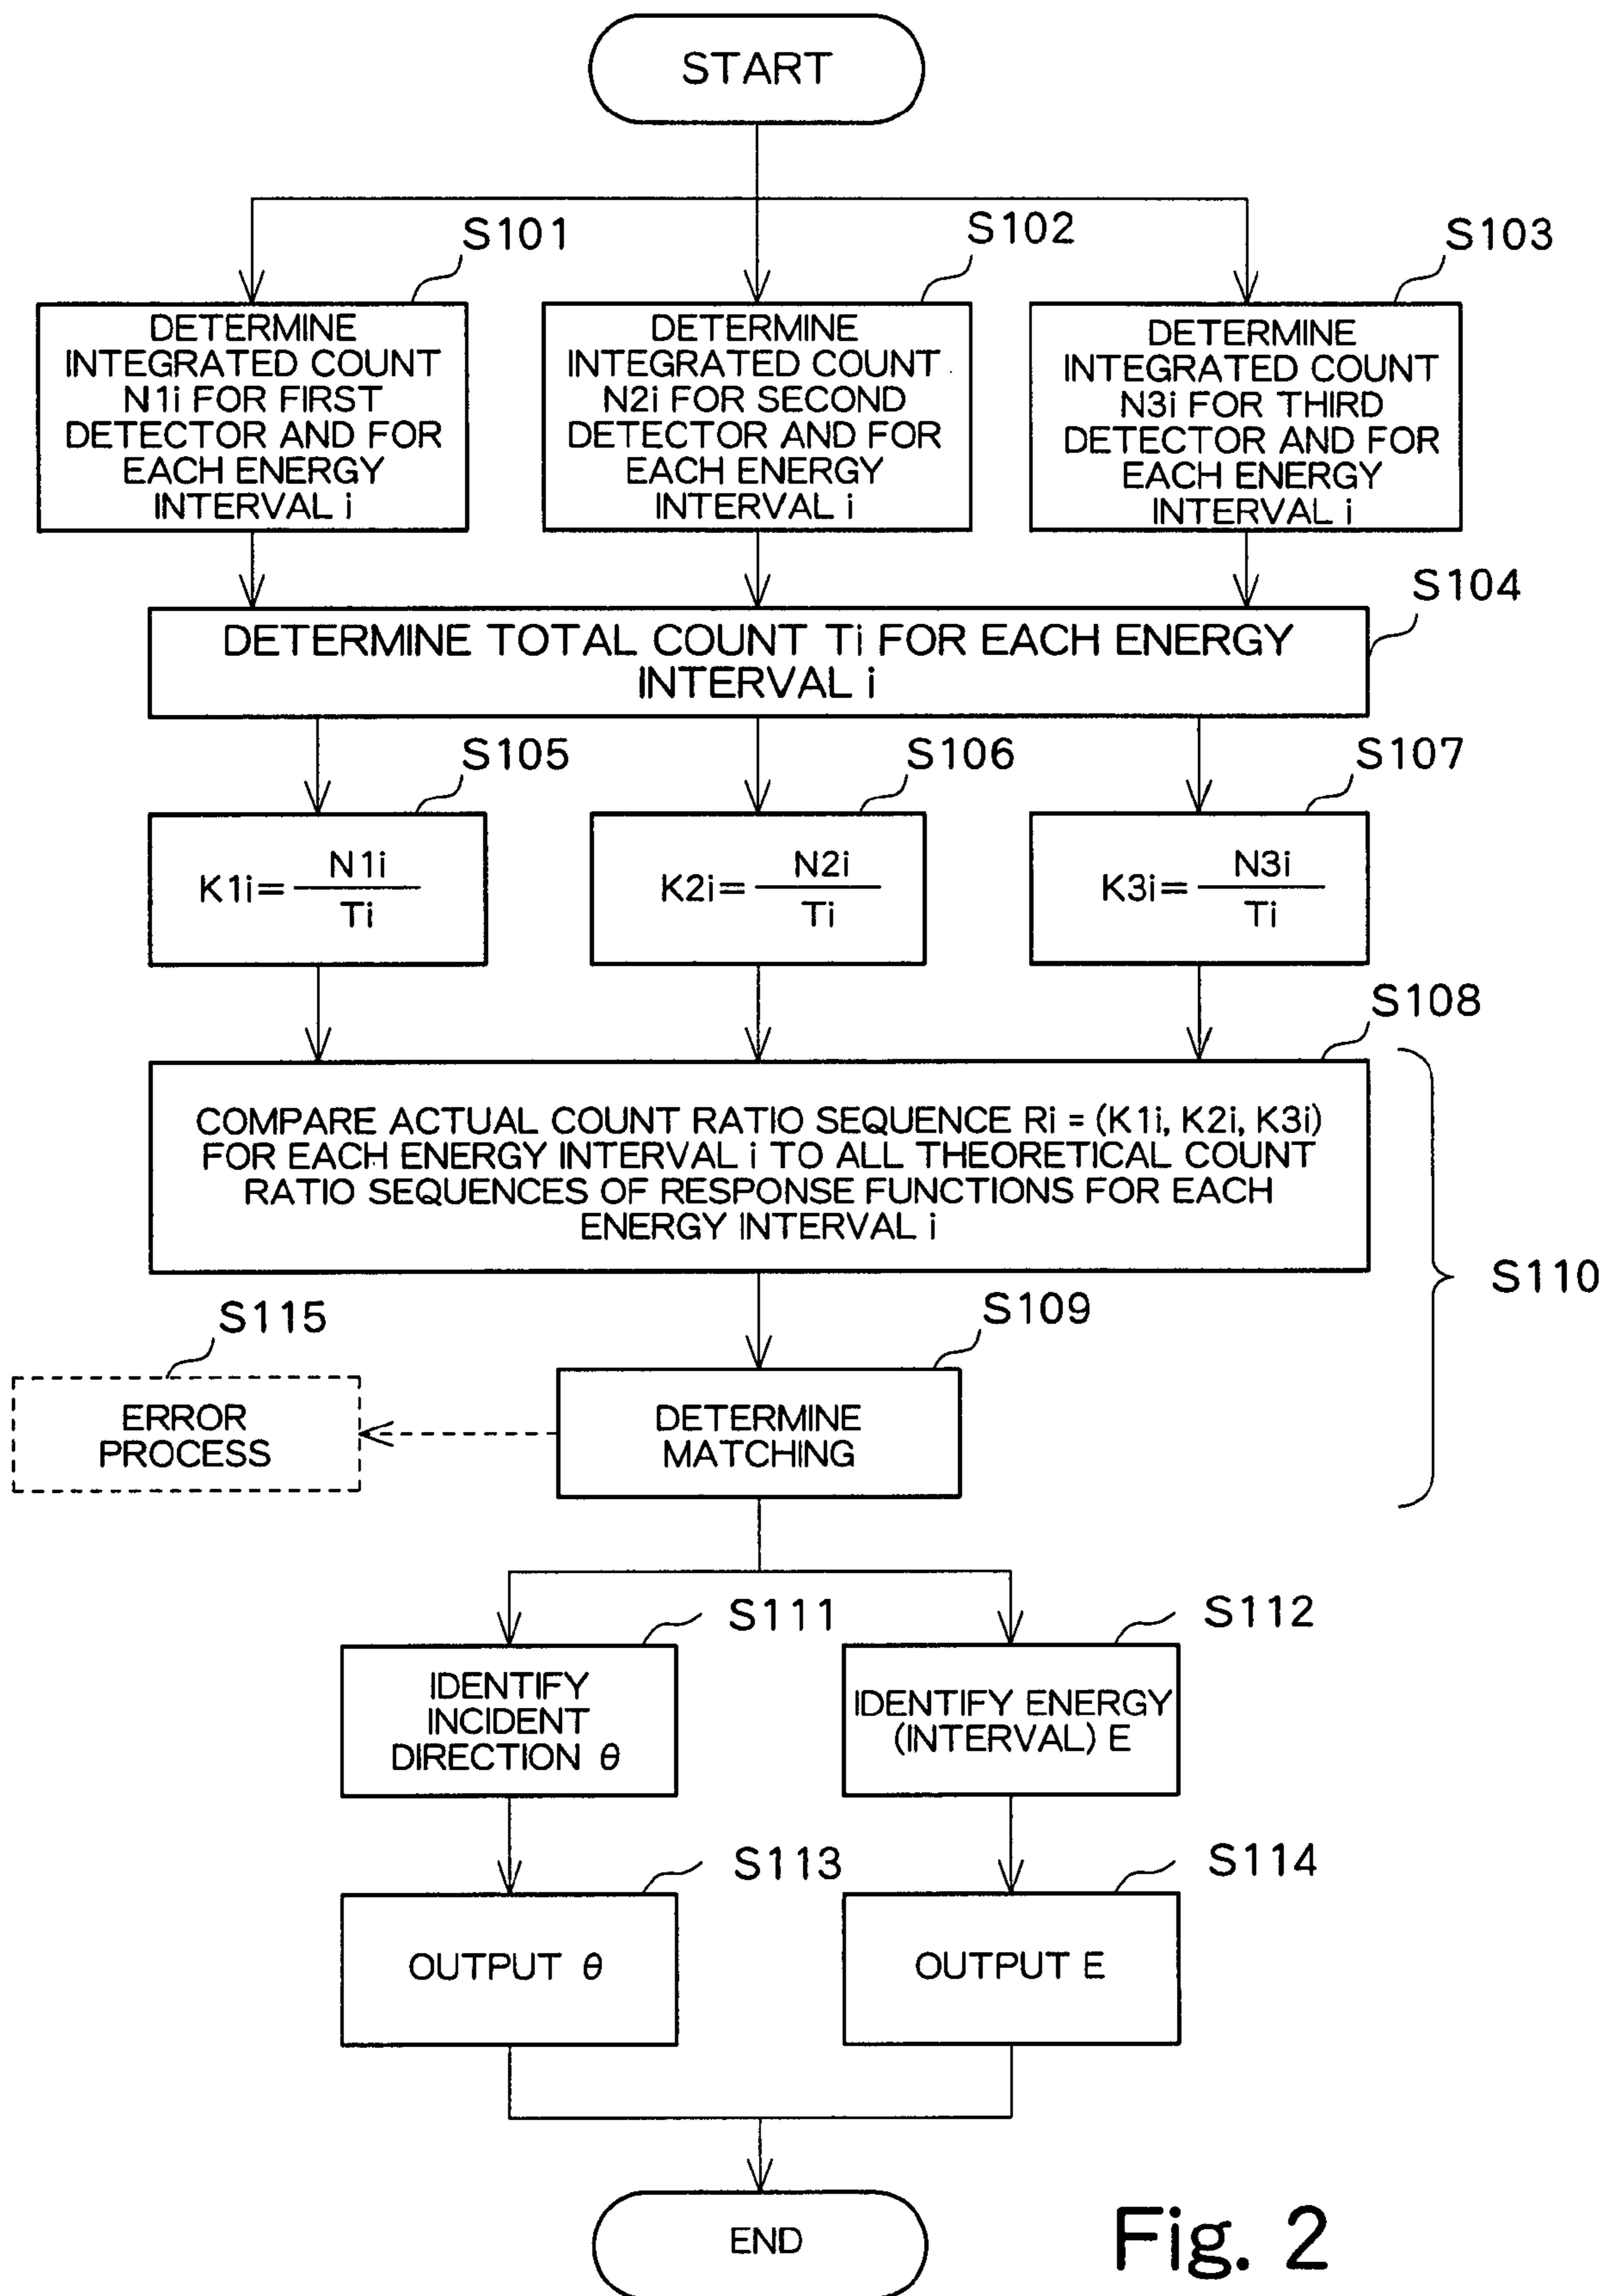 START
S101
S102
S103
DETERMINE
INTEGRATED COUNT
N1i FOR FIRST
DETECTOR AND FOR
EACH ENERGY
INTERVAL i
DETERMINE
INTEGRATED COUNT
N2i FOR SECOND
DETECTOR AND FOR
EACH ENERGY
INTERVAL i
DETERMINE
INTEGRATED COUNT
N3i FOR THIRD
DETECTOR AND FOR
EACH ENERGY
INTERVAL i
S104
DETERMINE TOTAL COUNT Ti FOR EACH ENERGY
INTERVAL i
S105
S106
S107
K1i= N1i
Ti
K2i= N2i
Ti
K3i= N3i
Ti
S108
COMPARE ACTUAL COUNT RATIO SEQUENCE Ri = (K1i, K2i, K3i)
FOR EACH ENERGY INTERVAL i TO ALL THEORETICAL COUNT
RATIO SEQUENCES OF RESPONSE FUNCTIONS FOR EACH
ENERGY INTERVAL i
S110
S109
S115
ERROR
PROCESS
DETERMINE
MATCHING
S111
S112
IDENTIFY
INCIDENT
DIRECTION θ
IDENTIFY ENERGY
(INTERVAL) E
S113
S114
OUTPUT θ
OUTPUT E
END
Fig. 2